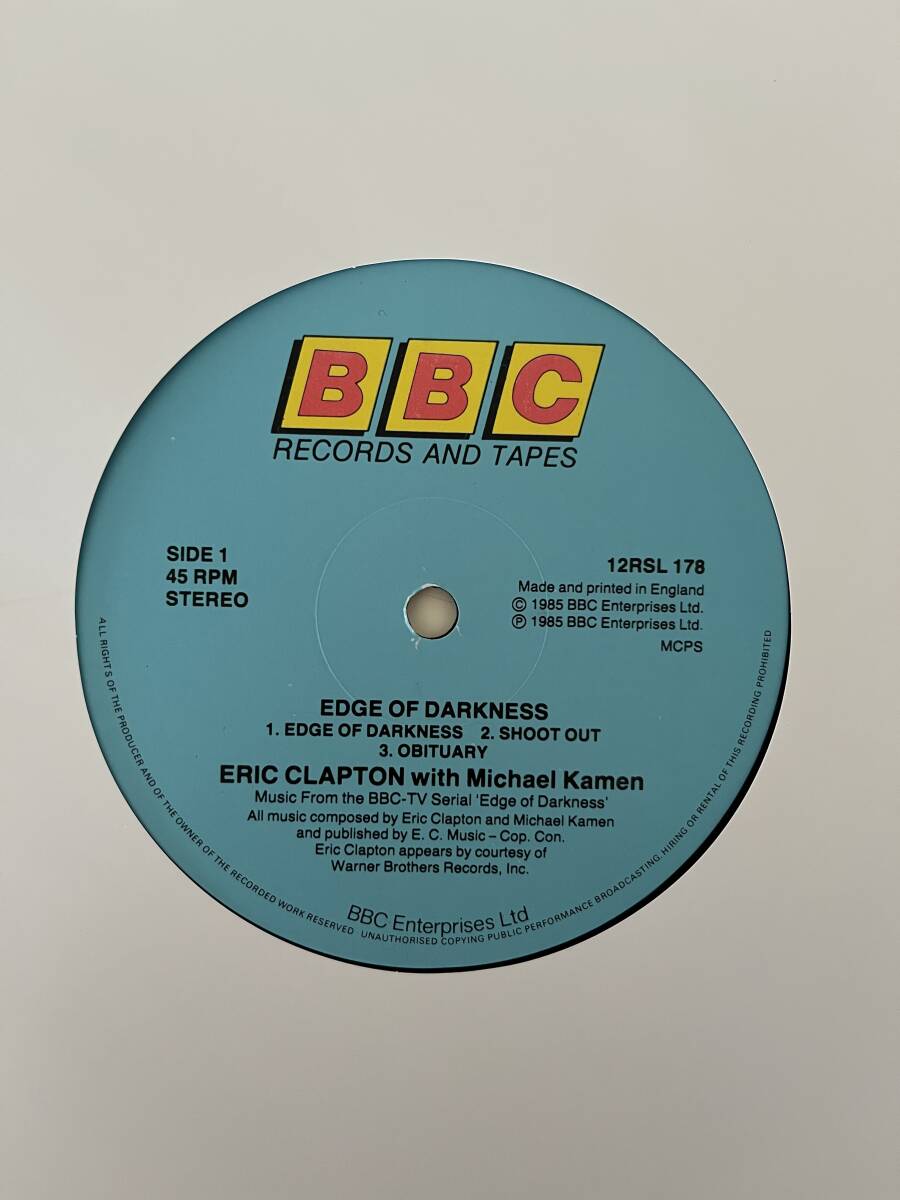 BBC
RECORDS AND TAPES
SIDE 1
45 RPM
STEREO
12RSL 178
Made and printed in England
© 1985 BBC Enterprises Ltd.
℗ 1985 BBC Enterprises Ltd.
MCPS
EDGE OF DARKNESS
1. EDGE OF DARKNESS 2. SHOOT OUT
3. OBITUARY
ERIC CLAPTON with Michael Kamen
Music From the BBC-TV Serial 'Edge of Darkness'
All music composed by Eric Clapton and Michael Kamen
and published by E. C. Music – Cop. Con.
Eric Clapton appears by courtesy of
Warner Brothers Records, Inc.
BBC Enterprises Ltd
ALL RIGHTS OF THE PRODUCER AND OF THE OWNER OF THE RECORDED WORK RESERVED UNAUTHORISED COPYING PUBLIC PERFORMANCE BROADCASTING. HIRING OR RENTAL OF THIS RECORDING PROHIBITED